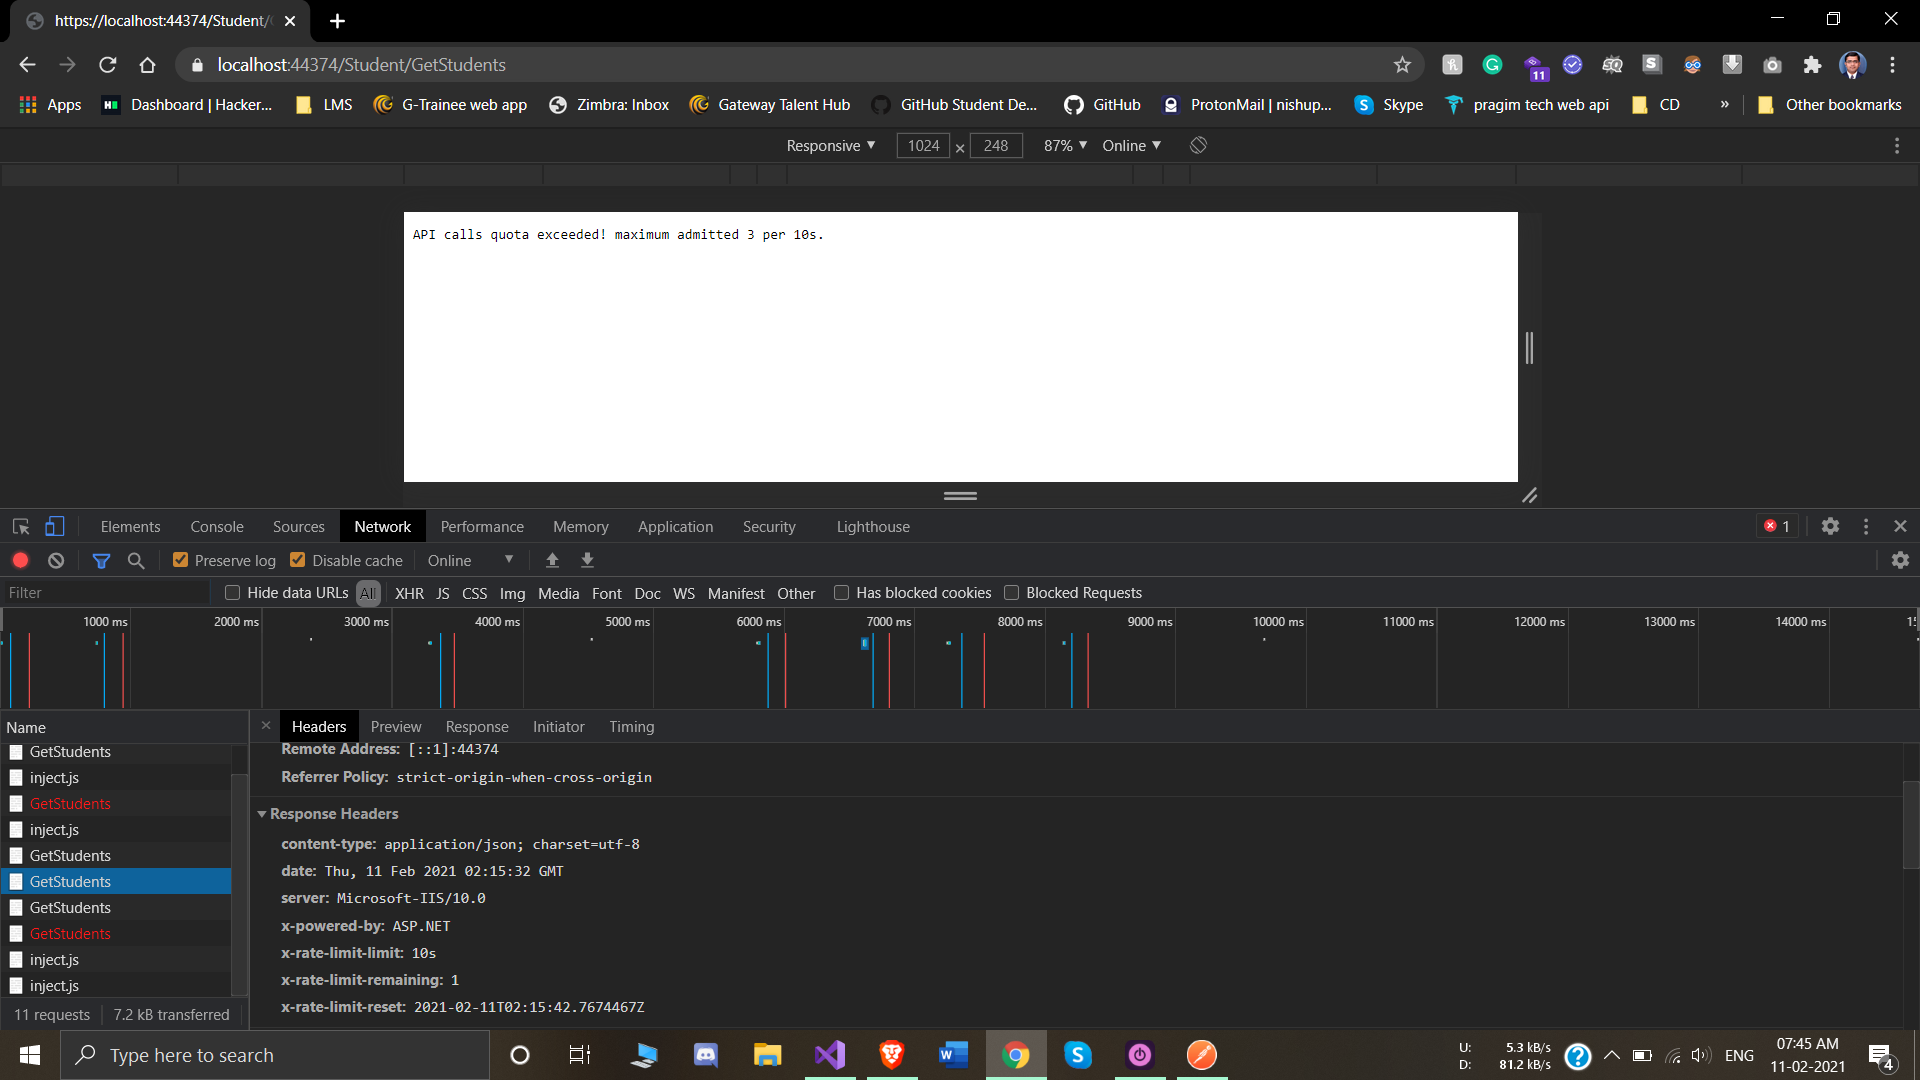 https://localhost:44374/Student/
localhost:44374/Student/GetStudents
11
Apps
Dashboard | Hacker...
LMS
G-Trainee web app
Zimbra: Inbox
Gateway Talent Hub
GitHub Student De...
GitHub
ProtonMail | nishup...
Skype
pragim tech web api
CD
»
Other bookmarks
Responsive ▼ 1024 × 248 87% ▼ Online ▼
API calls quota exceeded! maximum admitted 3 per 10s.
Elements Console Sources Network Performance Memory Application Security Lighthouse 1
Preserve log Disable cache Online ▼
Filter Hide data URLs All XHR JS CSS Img Media Font Doc WS Manifest Other Has blocked cookies Blocked Requests
1000 ms 2000 ms 3000 ms 4000 ms 5000 ms 6000 ms 7000 ms 8000 ms 9000 ms 10000 ms 11000 ms 12000 ms 13000 ms 14000 ms
Name
GetStudents
inject.js
GetStudents
inject.js
GetStudents
GetStudents
GetStudents
GetStudents
inject.js
inject.js
11 requests 7.2 kB transferred
Headers Preview Response Initiator Timing
Remote Address: [::1]:44374
Referrer Policy: strict-origin-when-cross-origin
Response Headers
content-type: application/json; charset=utf-8
date: Thu, 11 Feb 2021 02:15:32 GMT
server: Microsoft-IIS/10.0
x-powered-by: ASP.NET
x-rate-limit-limit: 10s
x-rate-limit-remaining: 1
x-rate-limit-reset: 2021-02-11T02:15:42.7674467Z
Type here to search
U: 5.3 kB/s
D: 81.2 kB/s
ENG
07:45 AM
11-02-2021
4